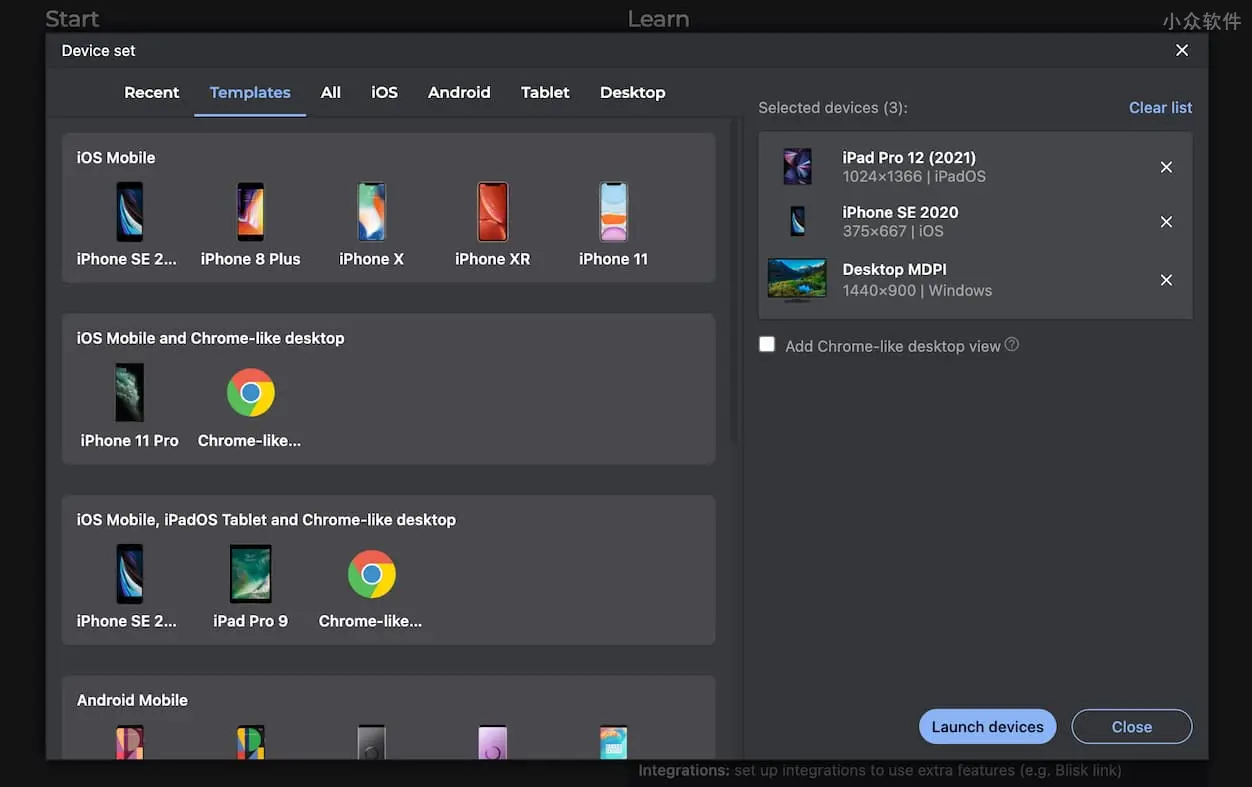 Start
Learn
小众软件
Device set
Recent
Templates
All
iOS
Android
Tablet
Desktop
iOS Mobile
iPhone SE 2...
iPhone 8 Plus
iPhone X
iPhone XR
iPhone 11
iOS Mobile and Chrome-like desktop
iPhone 11 Pro
Chrome-like...
iOS Mobile, iPadOS Tablet and Chrome-like desktop
iPhone SE 2...
iPad Pro 9
Chrome-like...
Android Mobile
Selected devices (3):
Clear list
iPad Pro 12 (2021)
1024×1366 | iPadOS
iPhone SE 2020
375×667 | iOS
Desktop MDPI
1440×900 | Windows
Add Chrome-like desktop view
Launch devices
Close
Integrations: set up integrations to use extra features (e.g. Blisk link)